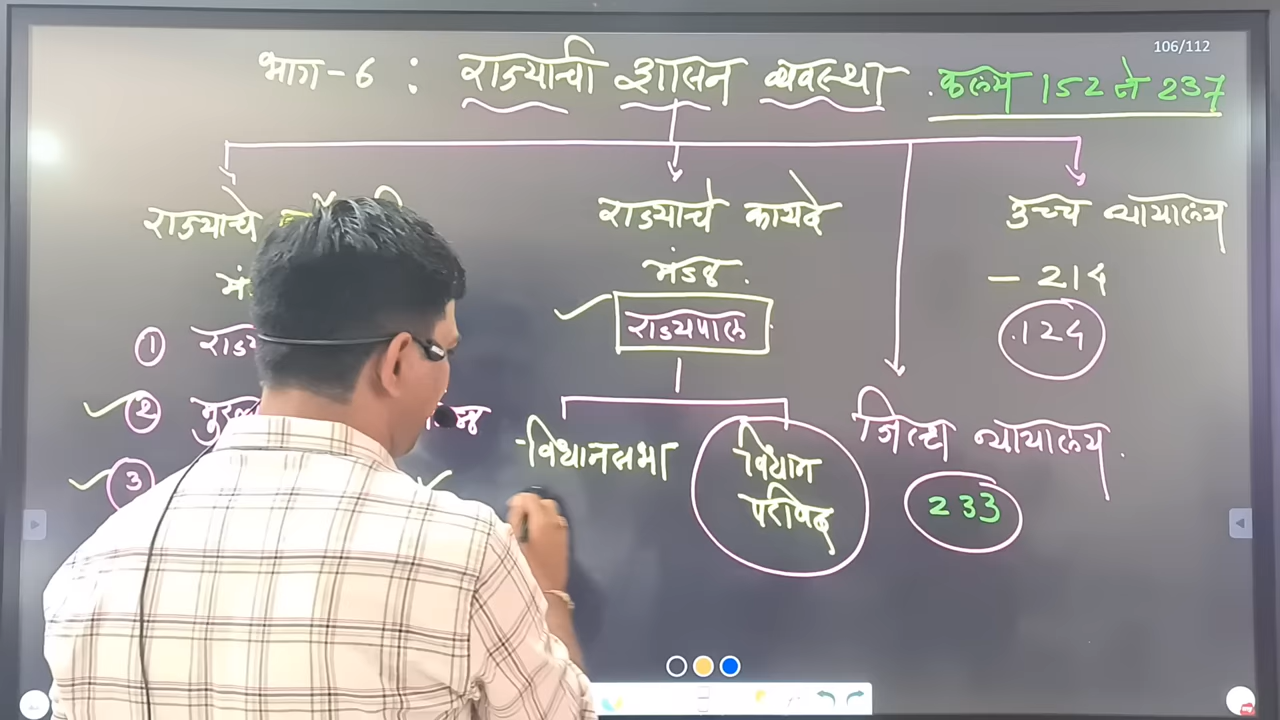 106/112
भाग-6 : राज्याची शासन व्यवस्था कलम 152 ते 237
राज्याचे
राज्याचे कायदे
मंडळ.
राज्यपाल
विधानसभा
विधान
परिषद
उच्च न्यायालय
- 214
124
जिल्हा न्यायालय.
233
1
2
3